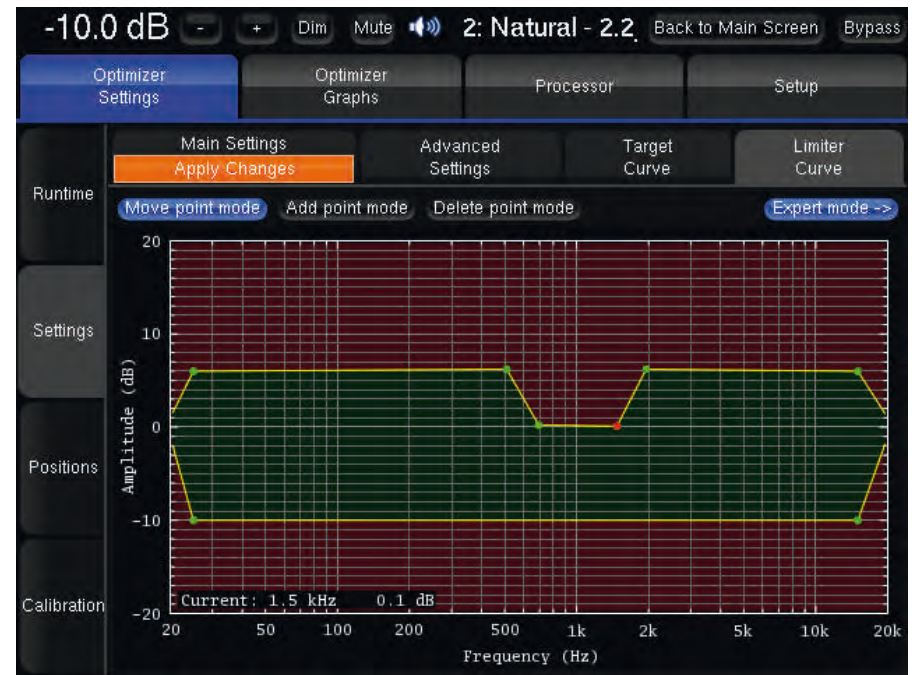 -10.0 dB - + Dim Mute 2: Natural - 2.2. Back to Main Screen Bypass
Optimizer Settings
Optimizer Graphs
Processor
Setup
Runtime
Settings
Positions
Calibration
Main Settings
Apply Changes
Advanced
Settings
Target
Curve
Limiter
Curve
Move point mode Add point mode Delete point mode Expert mode ->
20
10
0
-10
-20
Amplitude (dB)
Current: 1.5 kHz 0.1 dB
20 50 100 200 500 1k 2k 5k 10k 20k
Frequency (Hz)